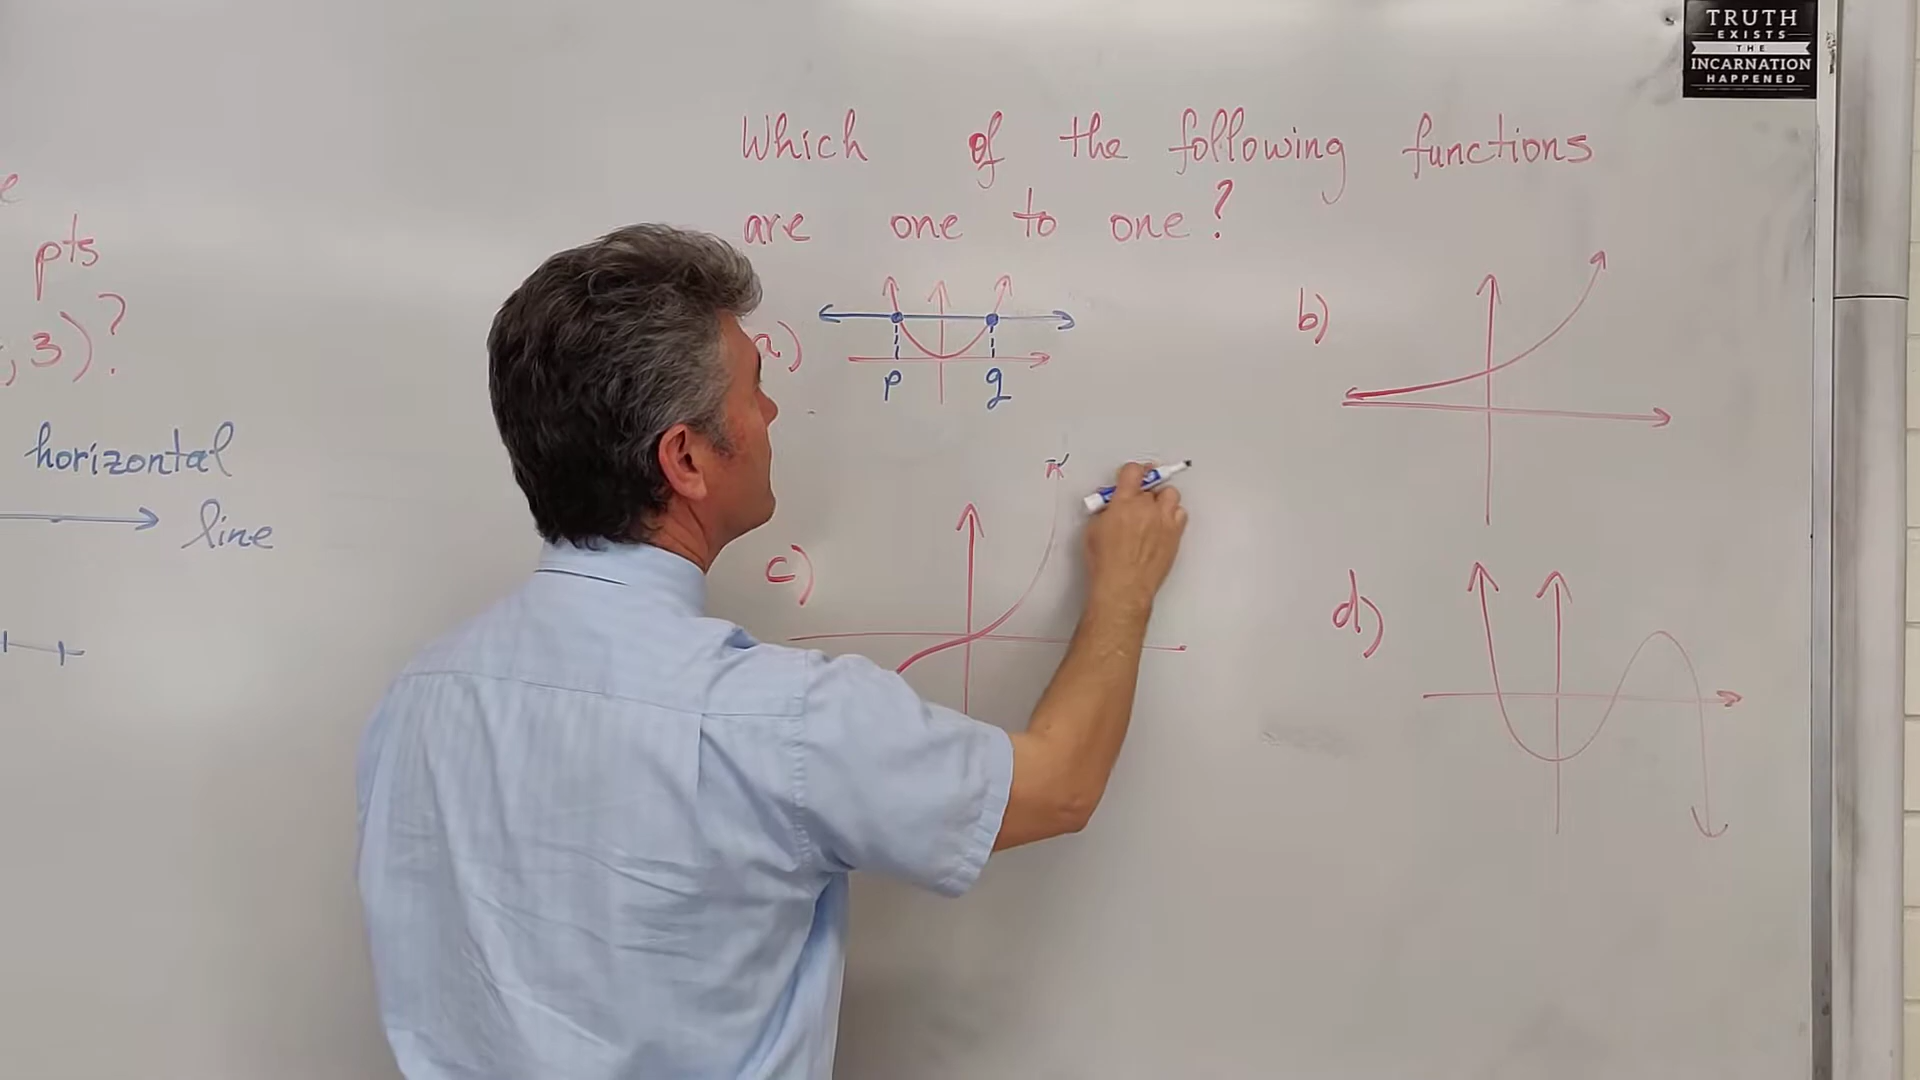 TRUTH
EXISTS
THE
INCARNATION
HAPPENED
Which of the following functions
are one to one?
pts
, 3)?
horizontal
line
a)
p q
b)
c)
d)